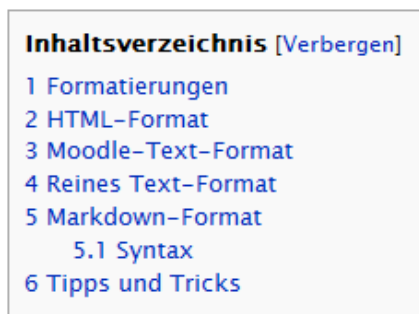 Inhaltsverzeichnis [Verbergen]
1 Formatierungen
2 HTML-Format
3 Moodle-Text-Format
4 Reines Text-Format
5 Markdown-Format
5.1 Syntax
6 Tipps und Tricks